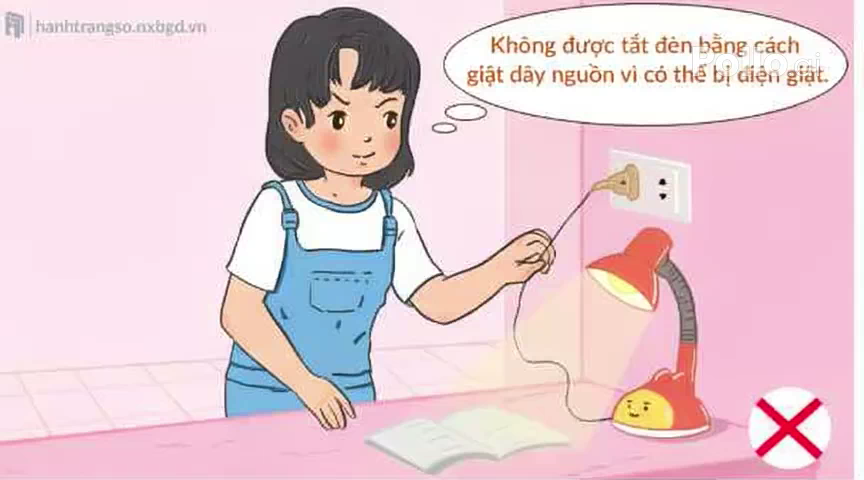 hanhtrangso.nxbgd.vn
Không được tắt đèn bằng cách
giật dây nguồn vì có thể bị điện giật.